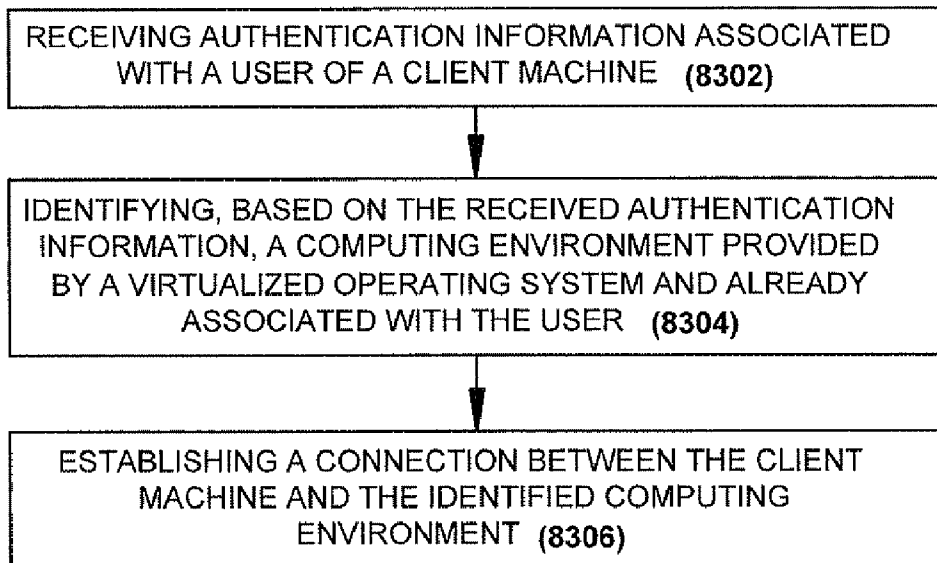 RECEIVING AUTHENTICATION INFORMATION ASSOCIATED
WITH A USER OF A CLIENT MACHINE (8302)
IDENTIFYING, BASED ON THE RECEIVED AUTHENTICATION
INFORMATION, A COMPUTING ENVIRONMENT PROVIDED
BY A VIRTUALIZED OPERATING SYSTEM AND ALREADY
ASSOCIATED WITH THE USER (8304)
ESTABLISHING A CONNECTION BETWEEN THE CLIENT
MACHINE AND THE IDENTIFIED COMPUTING
ENVIRONMENT (8306)